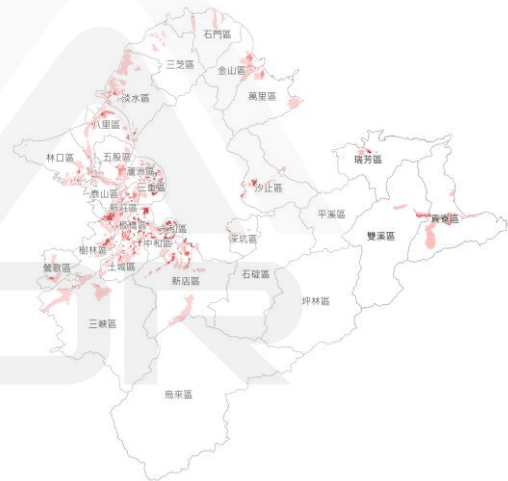 石門區
三芝區
金山區
淡水區
萬里區
八里區
林口區
五股區
瑞芳區
蘆洲區
三重區
汐止區
泰山區
新莊區
平溪區
貢寮區
板橋區
永和區
雙溪區
深坑區
中和區
樹林區
鶯歌區
土城區
新店區
石碇區
坪林區
三峽區
烏來區